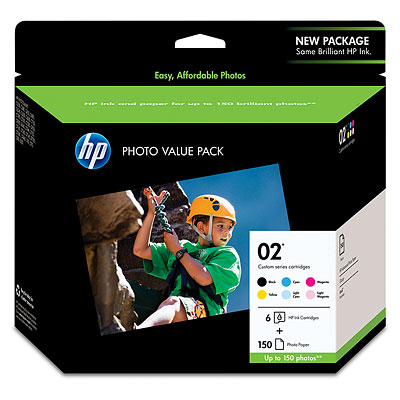 NEW PACKAGE
Same Brilliant HP Ink.
Easy, Affordable Photos
HP ink and paper for up to 150 brilliant photos**
hp
PHOTO VALUE PACK
02*
02*
Custom series cartridges
Black
Cyan
Magenta
Yellow
Light Cyan
Light Magenta
6
HP Ink Cartridges
+
150
Photo Paper
Up to 150 photos**